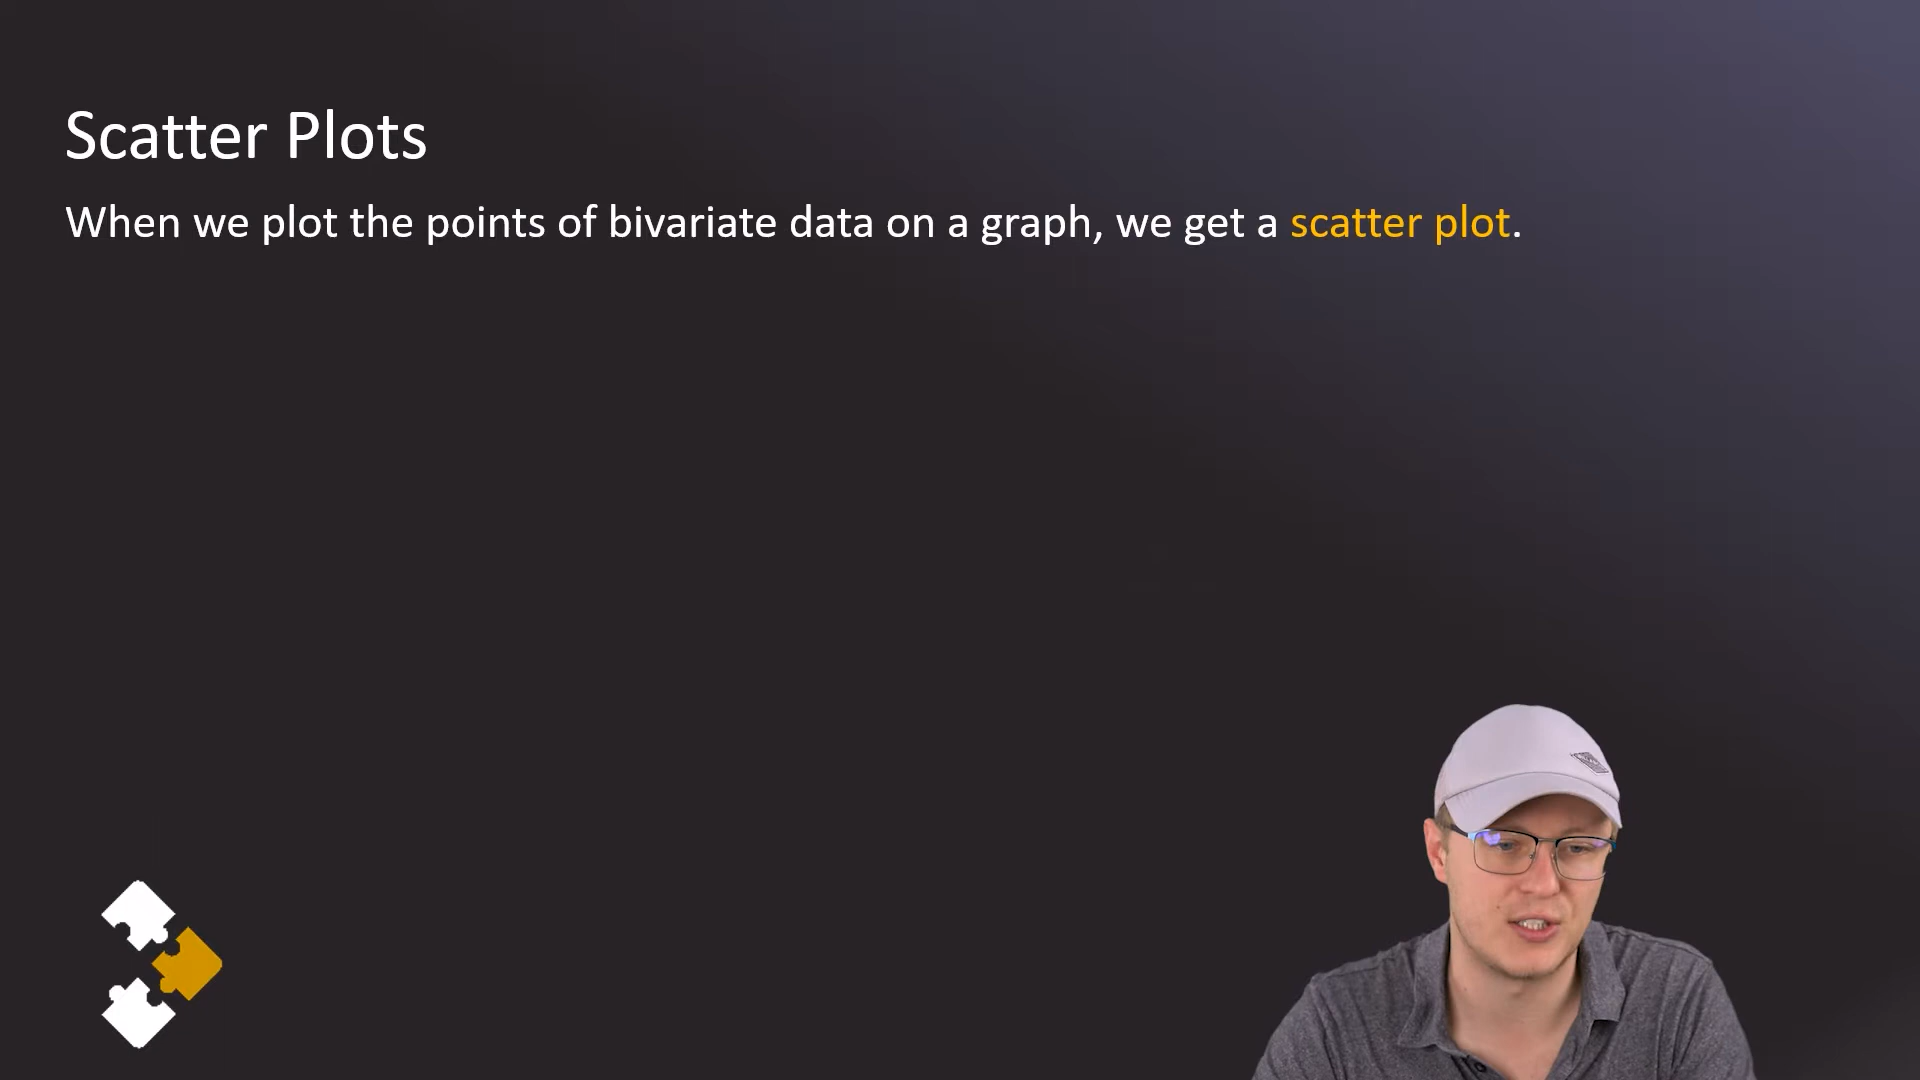 Scatter Plots
When we plot the points of bivariate data on a graph, we get a scatter plot.